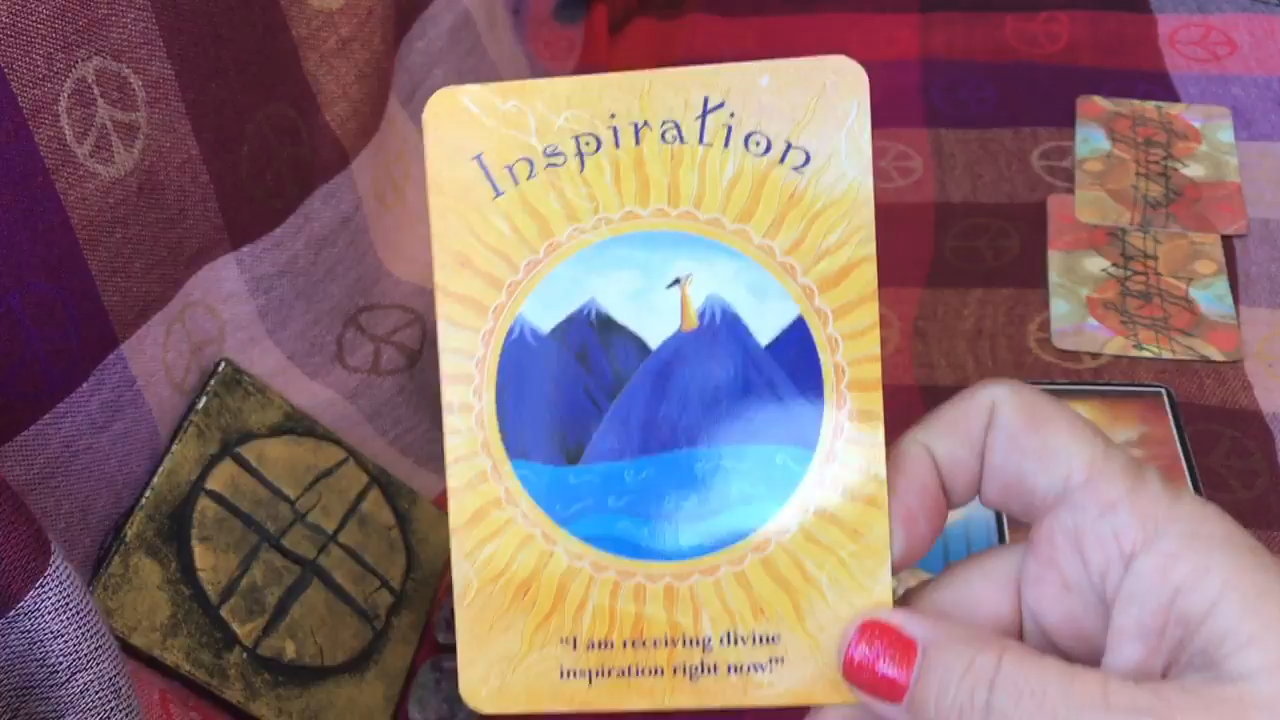 Inspiration
"I am receiving divine
inspiration right now!"